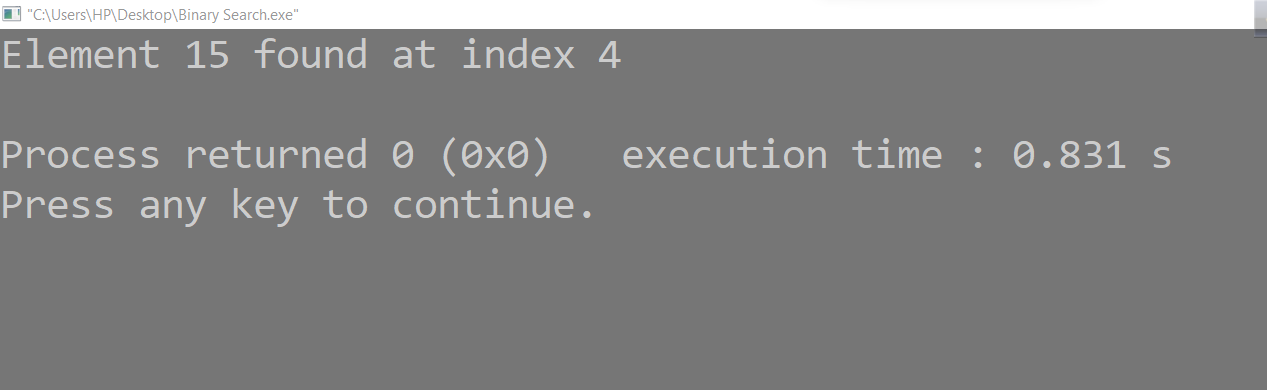 "C:\Users\HP\Desktop\Binary Search.exe"
Element 15 found at index 4
Process returned 0 (0x0)   execution time : 0.831 s
Press any key to continue.